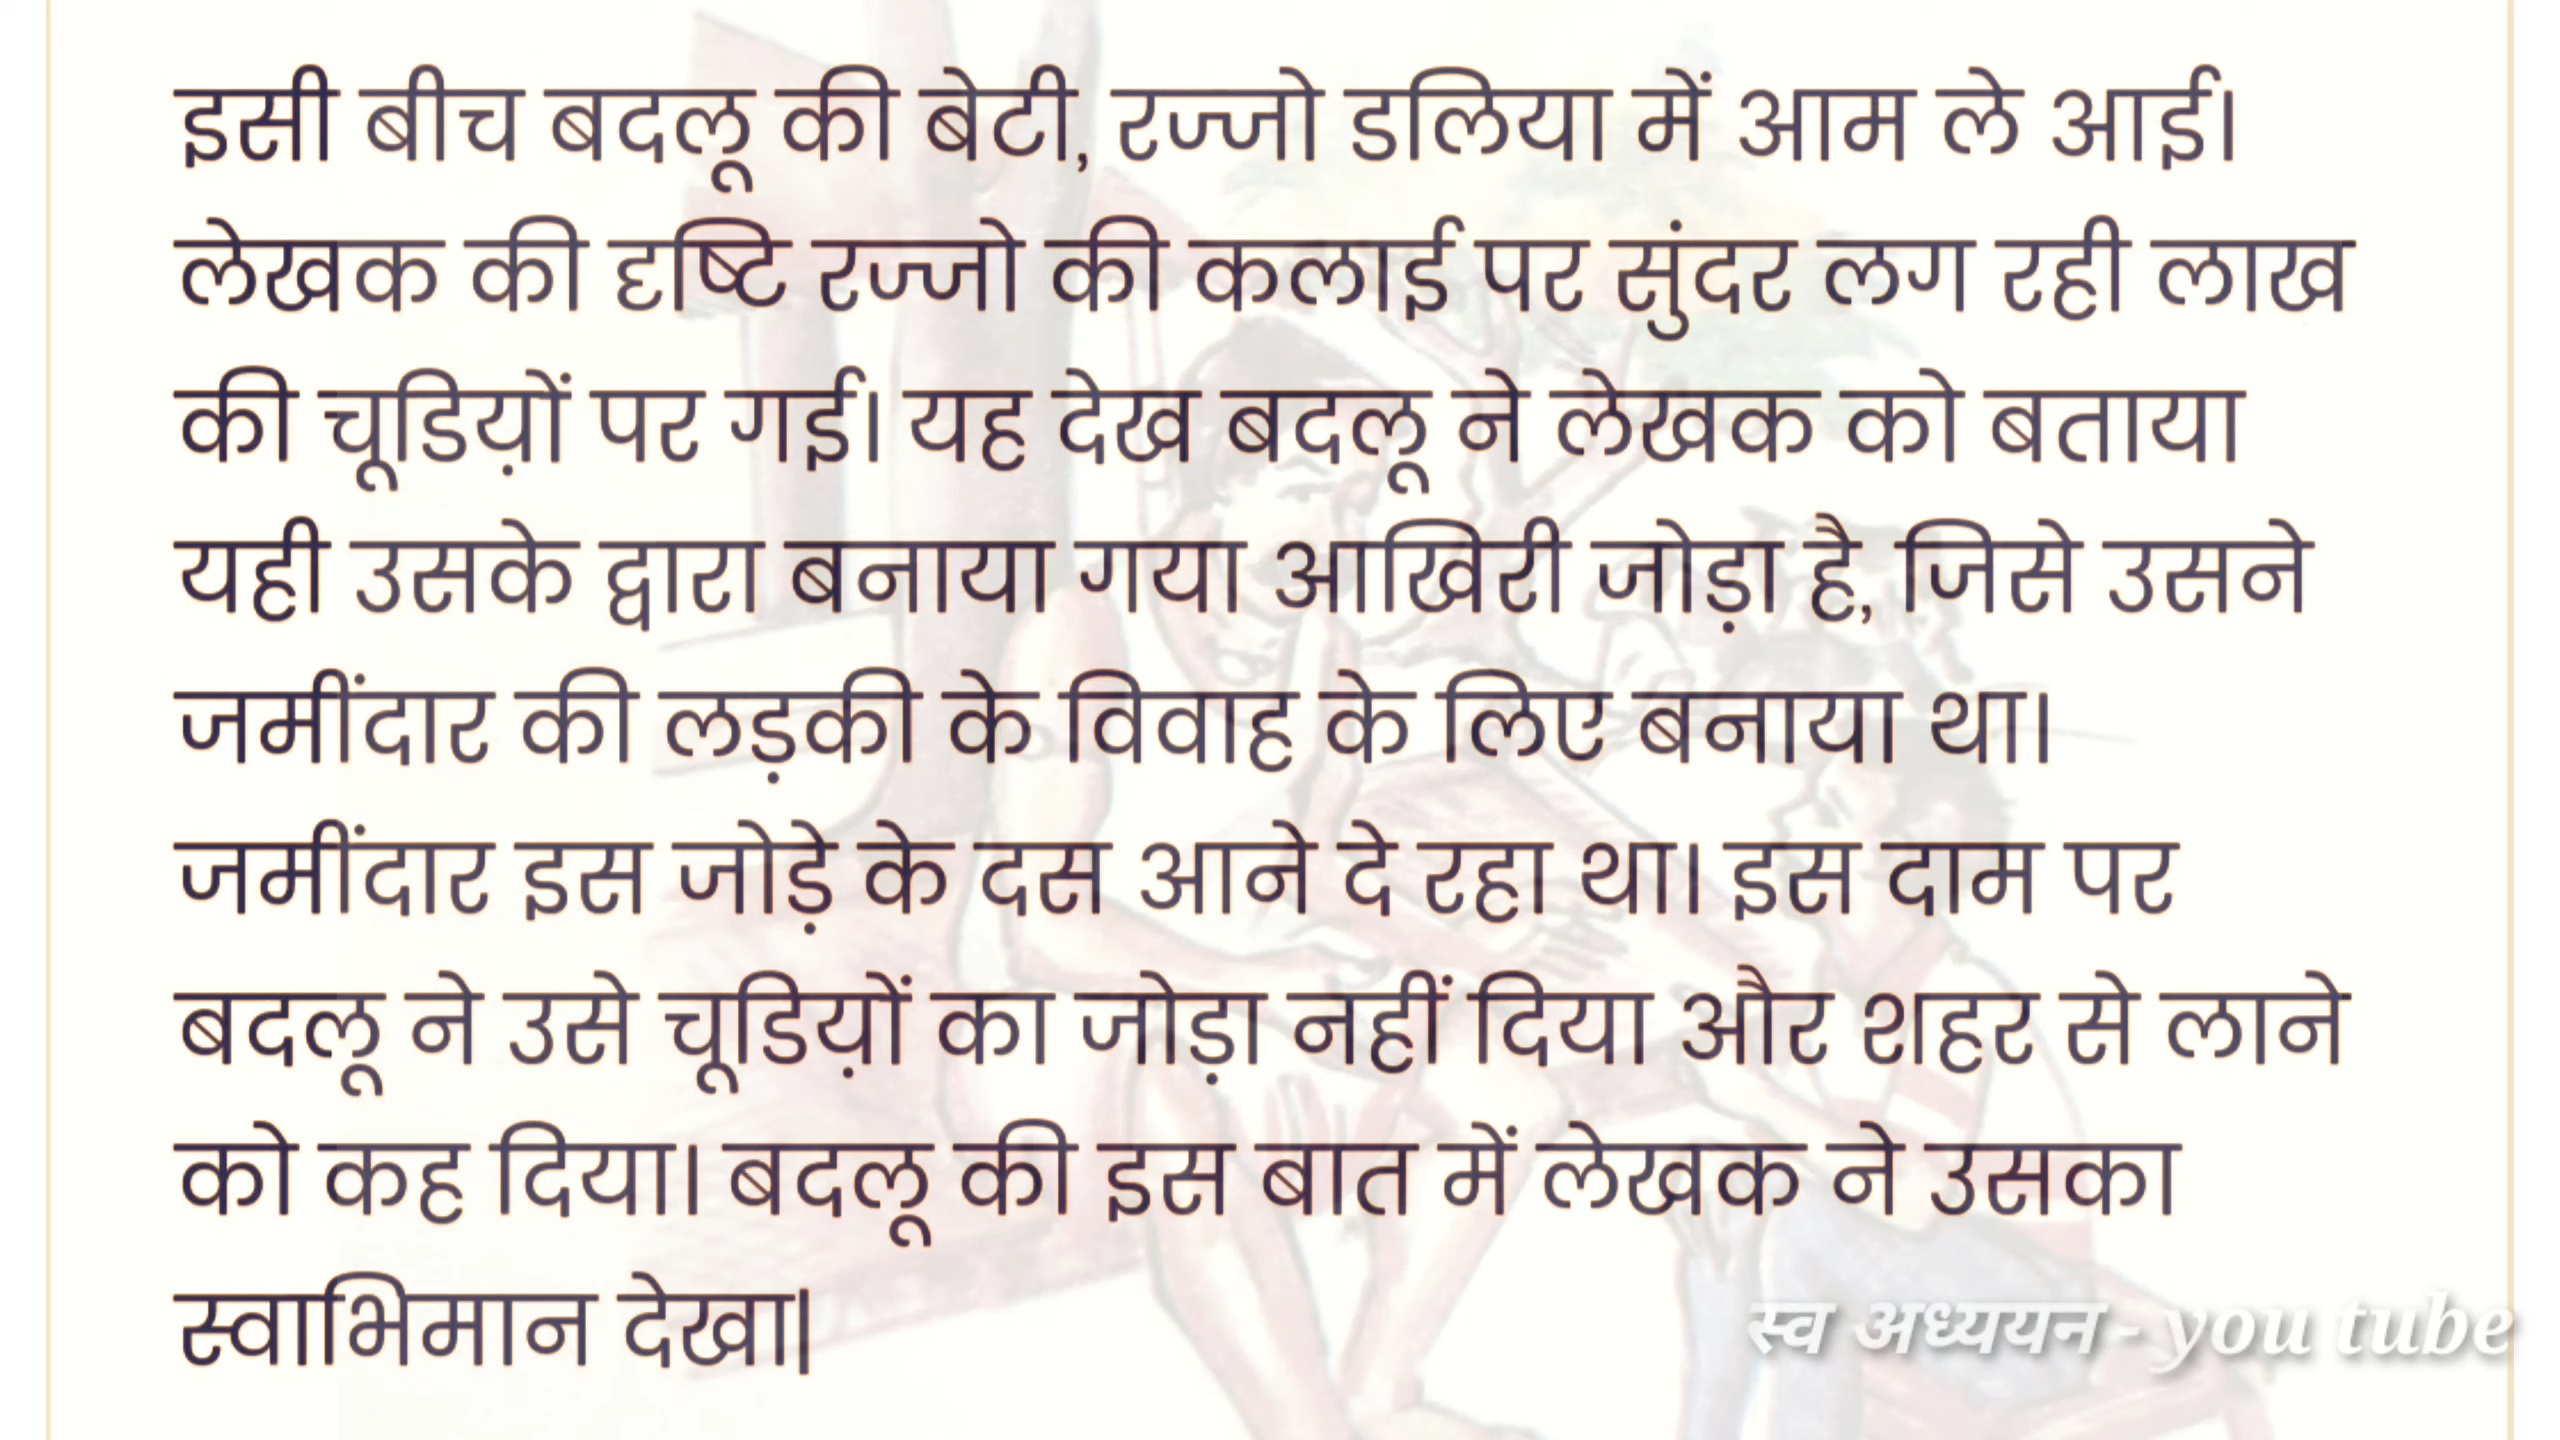 इसी बीच बदलू की बेटी, रज्जो डलिया में आम ले आई।
लेखक की दृष्टि रज्जो की कलाई पर सुंदर लग रही लाख
की चूडिय़ों पर गई। यह देख बदलू ने लेखक को बताया
यही उसके द्वारा बनाया गया आखिरी जोड़ा है, जिसे उसने
जमींदार की लड़की के विवाह के लिए बनाया था।
जमींदार इस जोड़े के दस आने दे रहा था। इस दाम पर
बदलू ने उसे चूडिय़ों का जोड़ा नहीं दिया और शहर से लाने
को कह दिया। बदलू की इस बात में लेखक ने उसका
स्वाभिमान देखा|
स्व अध्ययन - you tube